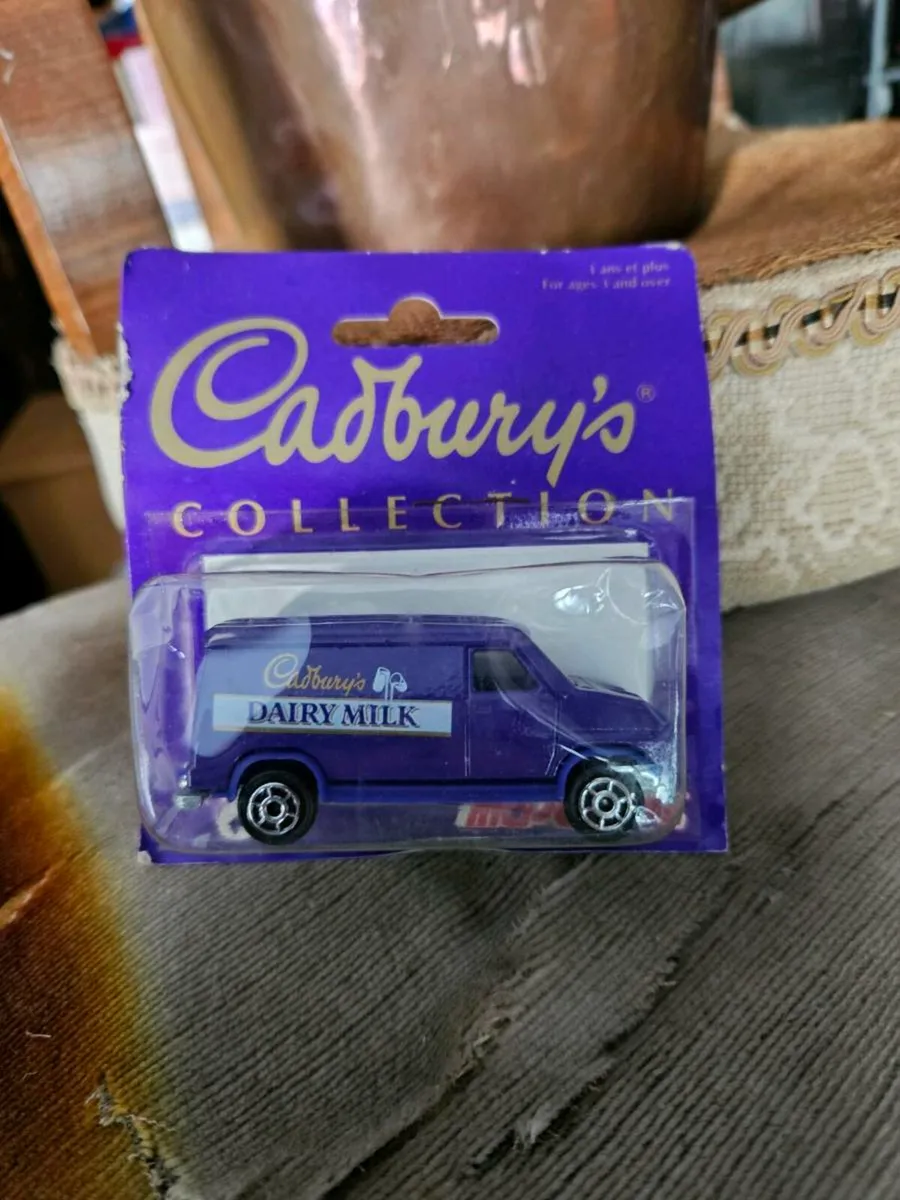 1 ans et plus
For ages 1 and over
Cadbury's®
COLLECTION
Cadbury's
DAIRY MILK